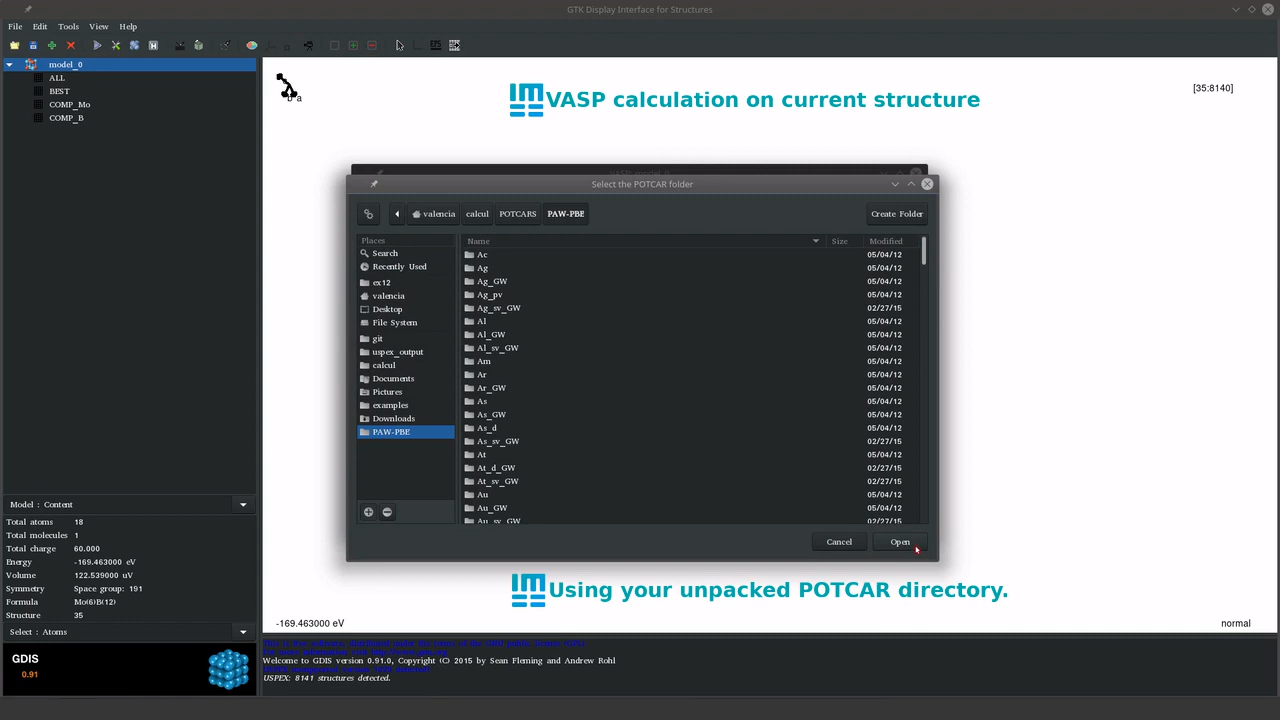 GTK Display Interface for Structures
File Edit Tools View Help
model_0
ALL
BEST
COMP_Mo
COMP_B
VASP calculation on current structure
[35:8140]
a
Select the POTCAR folder
valencia calcul POTCARS PAW-PBE Create Folder
Places
Search
Recently Used
ex12
valencia
Desktop
File System
git
uspex_output
calcul
Documents
Pictures
examples
Downloads
PAW-PBE
Name Size Modified
Ac 05/04/12
Ag 05/04/12
Ag_GW 05/04/12
Ag_pv 05/04/12
Ag_sv_GW 02/27/15
Al 05/04/12
Al_GW 05/04/12
Al_sv_GW 05/04/12
Am 05/04/12
Ar 05/04/12
Ar_GW 05/04/12
As 05/04/12
As_GW 05/04/12
As_d 05/04/12
As_sv_GW 02/27/15
At 05/04/12
At_d_GW 02/27/15
At_sv_GW 02/27/15
Au 05/04/12
Au_GW 05/04/12
Au_sv_GW 02/27/15
Cancel Open
Using your unpacked POTCAR directory.
-169.463000 eV normal
Model : Content
Total atoms 18
Total molecules 1
Total charge 60.000
Energy -169.463000 eV
Volume 122.539000 uV
Symmetry Space group: 191
Formula Mo(6)B(12)
Structure 35
Select : Atoms
GDIS
0.91
Welcome to GDIS version 0.91.0, Copyright (C) 2015 by Sean Fleming and Andrew Rohl
USPEX: 8141 structures detected.